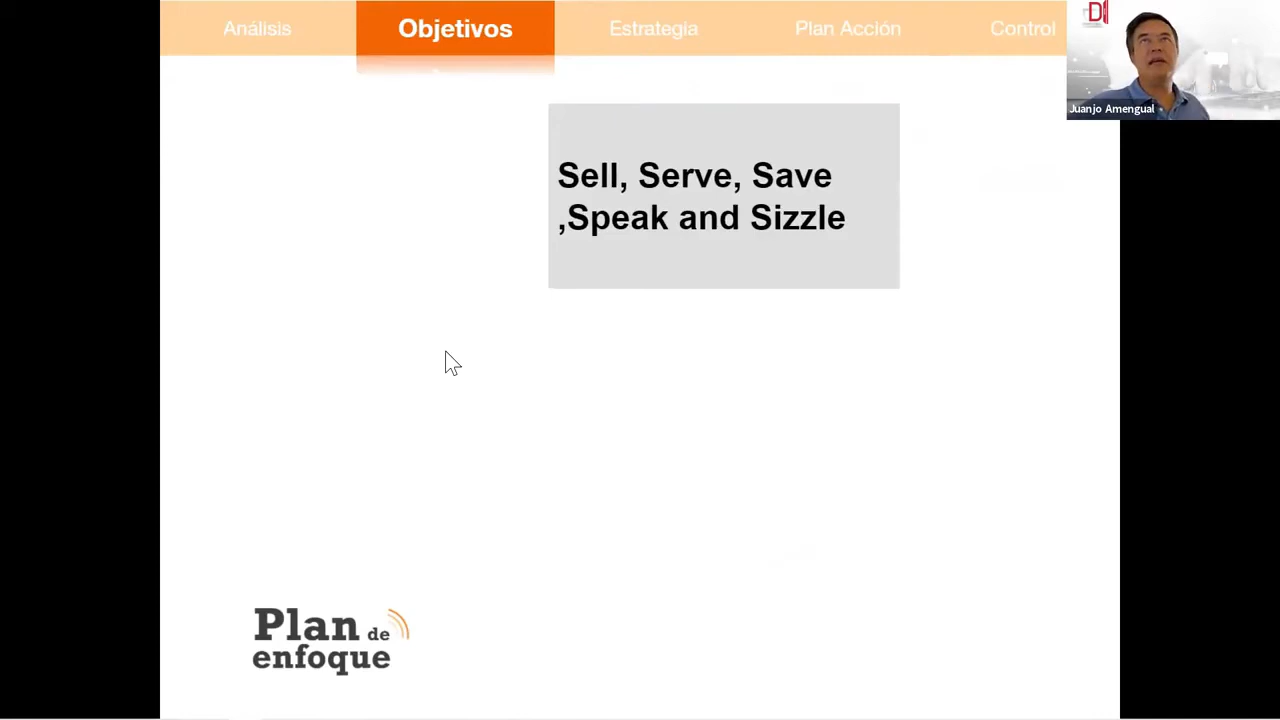 Análisis
Objetivos
Estrategia
Plan Acción
Control
Juanjo Amengual
Sell, Serve, Save
,Speak and Sizzle
Plan de
enfoque